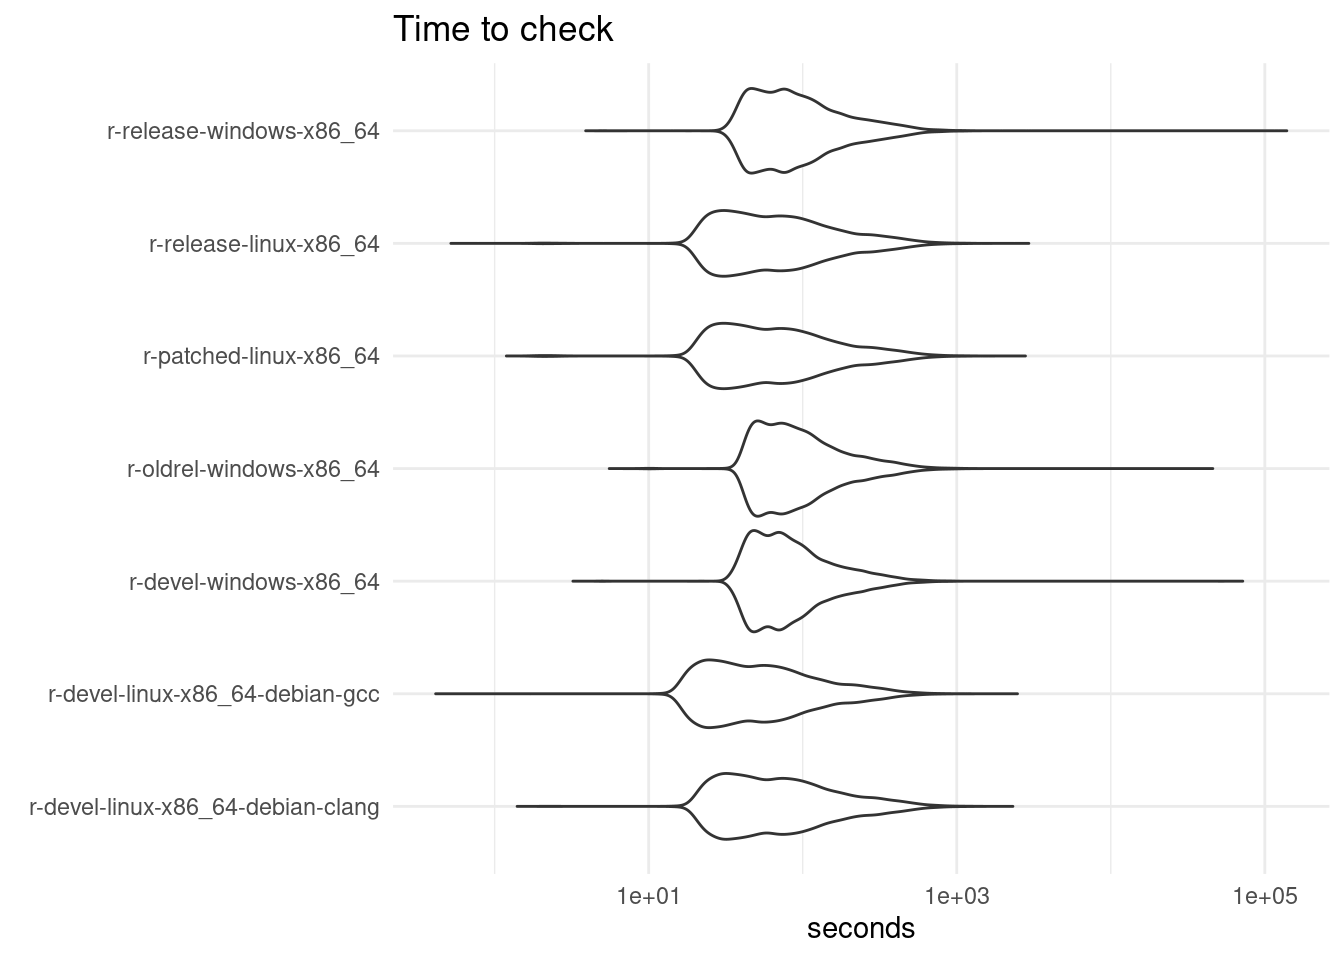 Time to check
r-release-windows-x86_64
r-release-linux-x86_64
r-patched-linux-x86_64
r-oldrel-windows-x86_64
r-devel-windows-x86_64
r-devel-linux-x86_64-debian-gcc
r-devel-linux-x86_64-debian-clang
1e+01 1e+03 1e+05
seconds